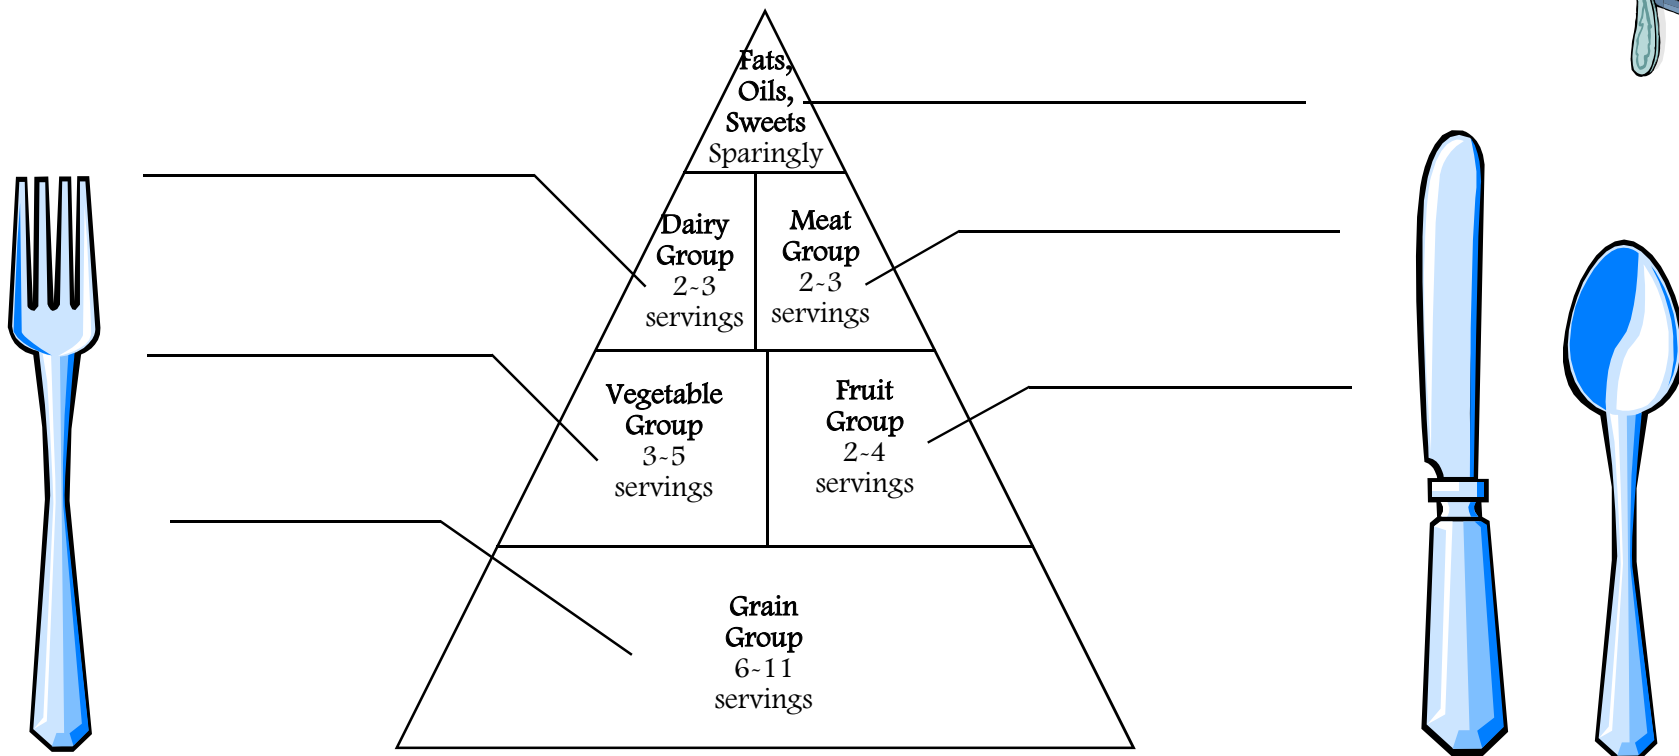 Fats,
Oils,
Sweets
Sparingly
Dairy
Group
2~3
servings
Meat
Group
2~3
servings
Vegetable
Group
3~5
servings
Fruit
Group
2~4
servings
Grain
Group
6~11
servings